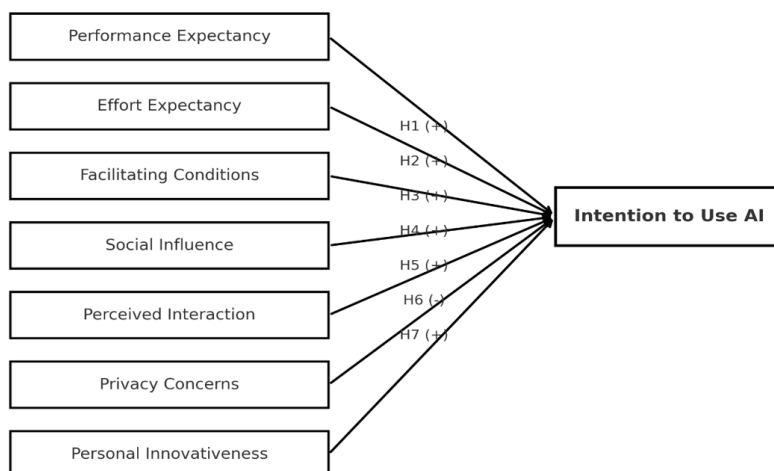 Performance Expectancy
Effort Expectancy
Facilitating Conditions
Social Influence
Perceived Interaction
Privacy Concerns
Personal Innovativeness
H1 (+)
H2 (+)
H3 (+)
H4 (+)
H5 (+)
H6 (-)
H7 (+)
Intention to Use AI